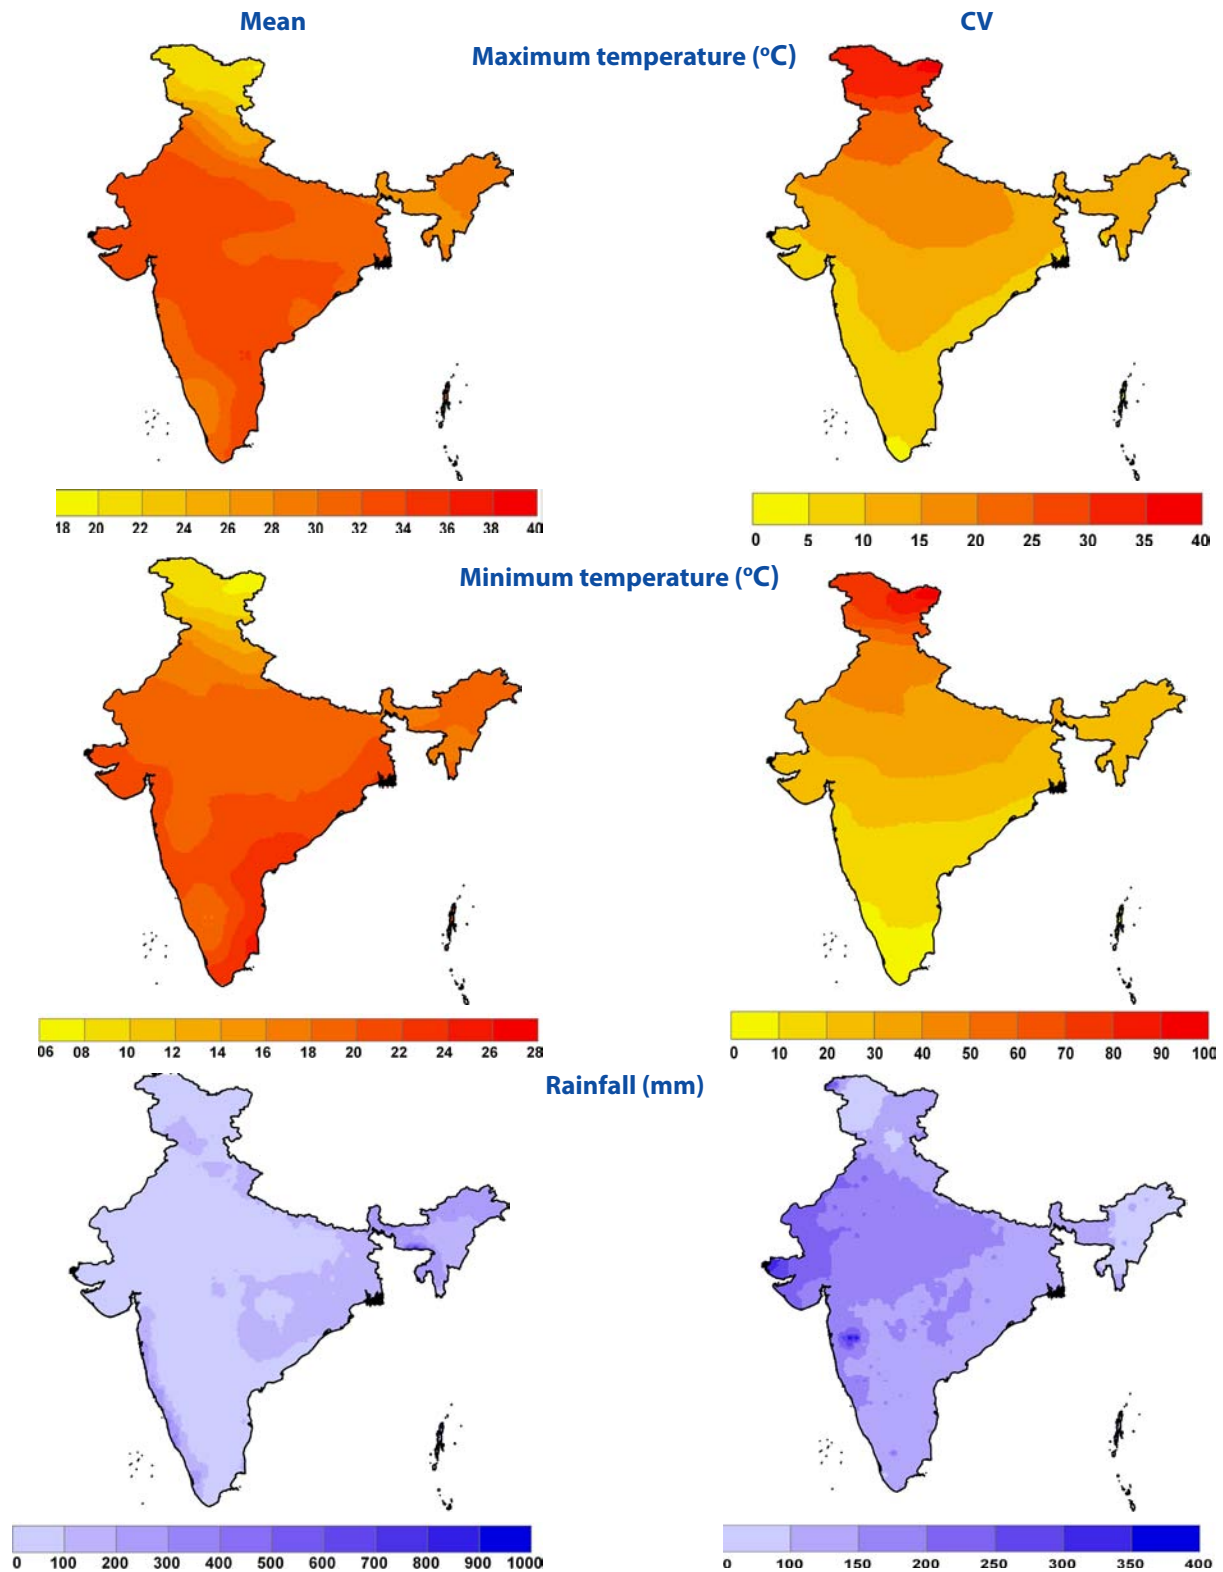 Mean CV
Maximum temperature (ºC)
18 20 22 24 26 28 30 32 34 36 38 40
0 5 10 15 20 25 30 35 40
Minimum temperature (ºC)
06 08 10 12 14 16 18 20 22 24 26 28
0 10 20 30 40 50 60 70 80 90 100
Rainfall (mm)
0 100 200 300 400 500 600 700 800 900 1000
0 100 150 200 250 300 350 400